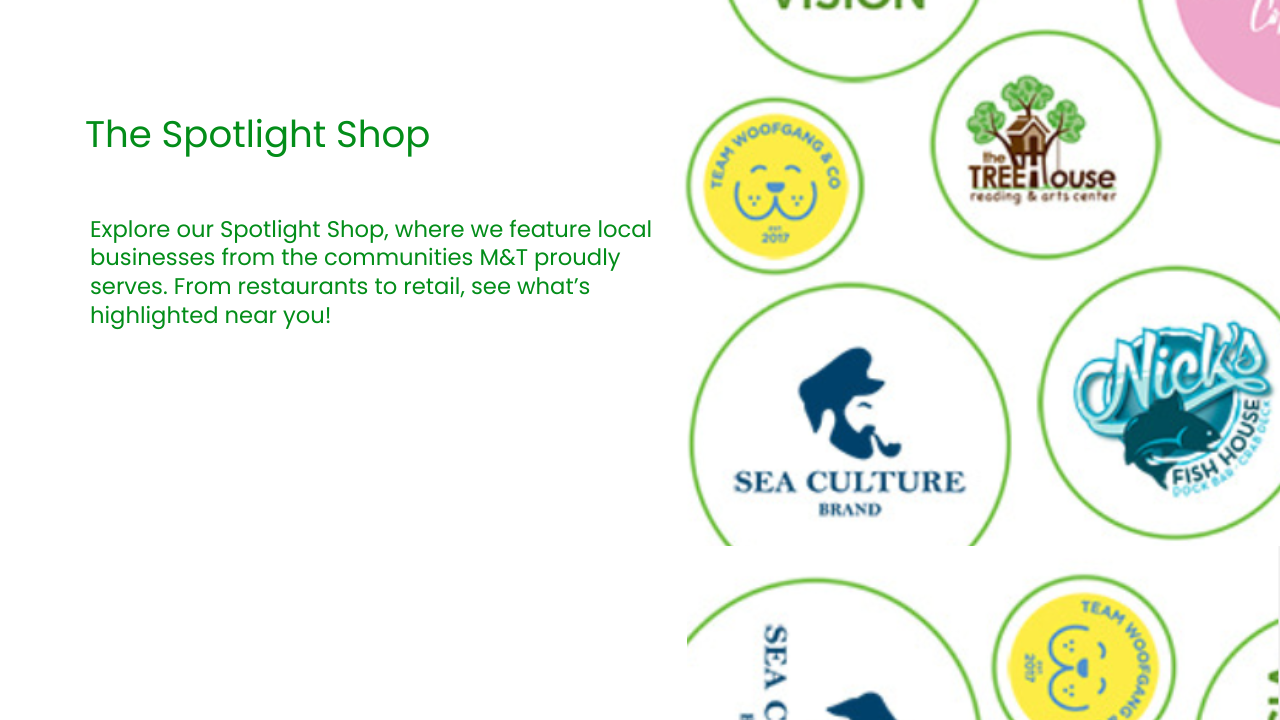 The Spotlight Shop
Explore our Spotlight Shop, where we feature local
businesses from the communities M&T proudly
serves. From restaurants to retail, see what’s
highlighted near you!
VISION
TEAM WOOFGANG & CO
EST
2017
the
TREEHouse
reading & arts center
SEA CULTURE
BRAND
Nick's
FISH HOUSE
DOCK BAR · CRAB DECK
SEA C
TEAM WOOFGANG &
EST
2017